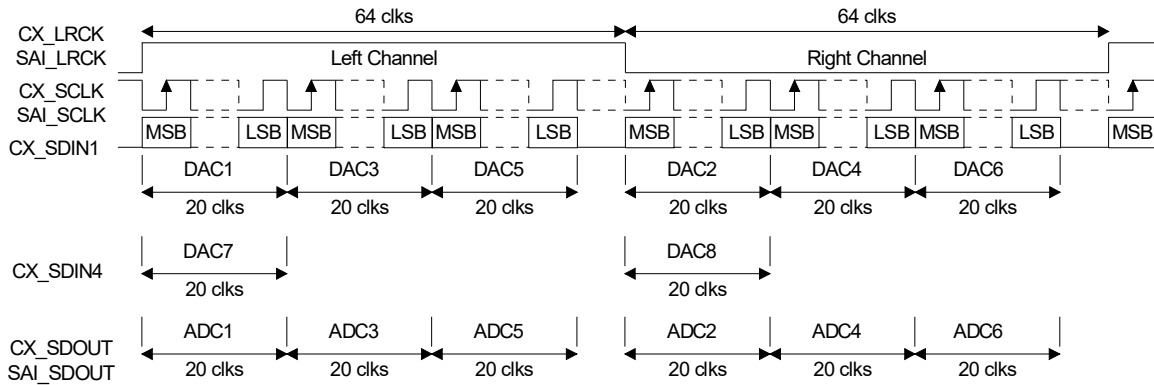 64 clks 64 clks
CX_LRCK
SAI_LRCK Left Channel Right Channel
CX_SCLK
SAI_SCLK
CX_SDIN1 MSB LSB MSB LSB MSB LSB MSB LSB MSB LSB MSB LSB MSB
DAC1 DAC3 DAC5 DAC2 DAC4 DAC6
20 clks 20 clks 20 clks 20 clks 20 clks 20 clks
CX_SDIN4 DAC7 DAC8
20 clks 20 clks
ADC1 ADC3 ADC5 ADC2 ADC4 ADC6
CX_SDOUT
SAI_SDOUT 20 clks 20 clks 20 clks 20 clks 20 clks 20 clks